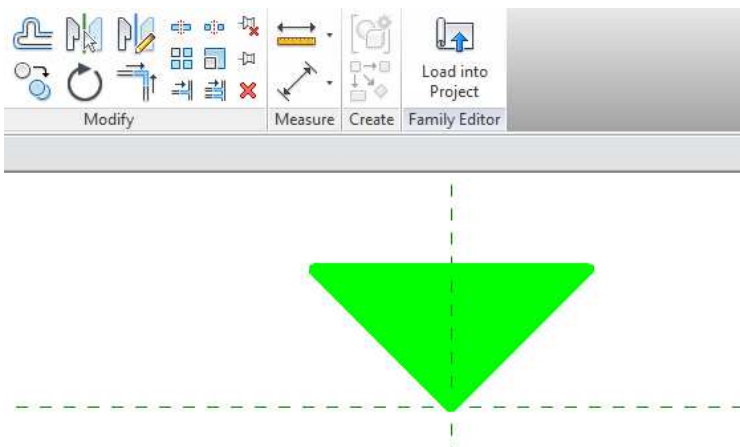 Load into
Project
Modify
Measure
Create
Family Editor